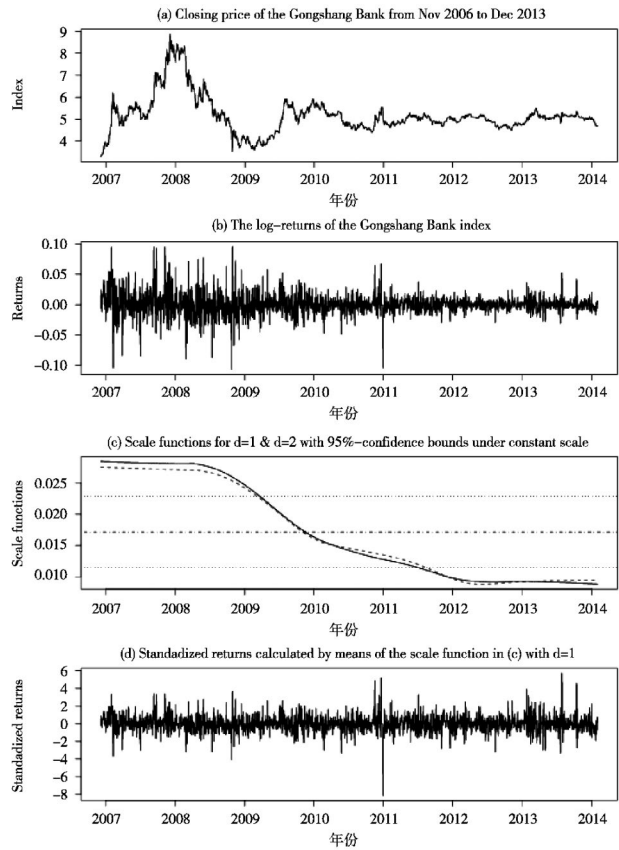 (a) Closing price of the Gongshang Bank from Nov 2006 to Dec 2013
9
8
7
6
5
4
Index
2007 2008 2009 2010 2011 2012 2013 2014
年份
(b) The log-returns of the Gongshang Bank index
0.10
0.05
0.00
-0.05
-0.10
Returns
2007 2008 2009 2010 2011 2012 2013 2014
年份
(c) Scale functions for d=1 & d=2 with 95%-confidence bounds under constant scale
0.025
0.020
0.015
0.010
Scale functions
2007 2008 2009 2010 2011 2012 2013 2014
年份
(d) Standadized returns calculated by means of the scale function in (c) with d=1
6
4
2
0
-2
-4
-6
-8
Standadized returns
2007 2008 2009 2010 2011 2012 2013 2014
年份